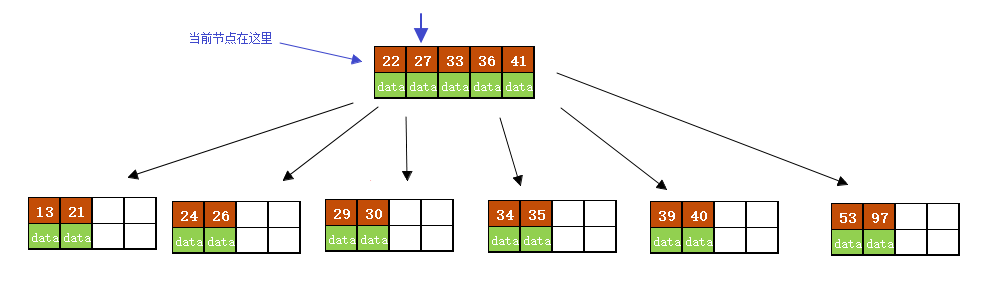 当前节点在这里
22 27 33 36 41
data data data data data
13 21
data data
24 26
data data
29 30
data data
34 35
data data
39 40
data data
53 97
data data